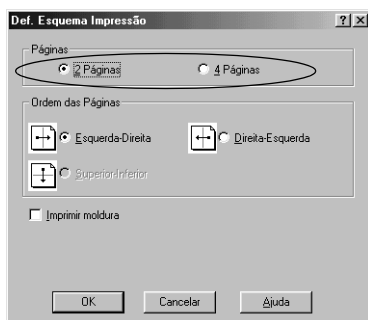 Def. Esquema Impressão
Páginas
2 Páginas 4 Páginas
Ordem das Páginas
Esquerda-Direita Direita-Esquerda
Superior-Inferior
Imprimir moldura
OK Cancelar Ajuda